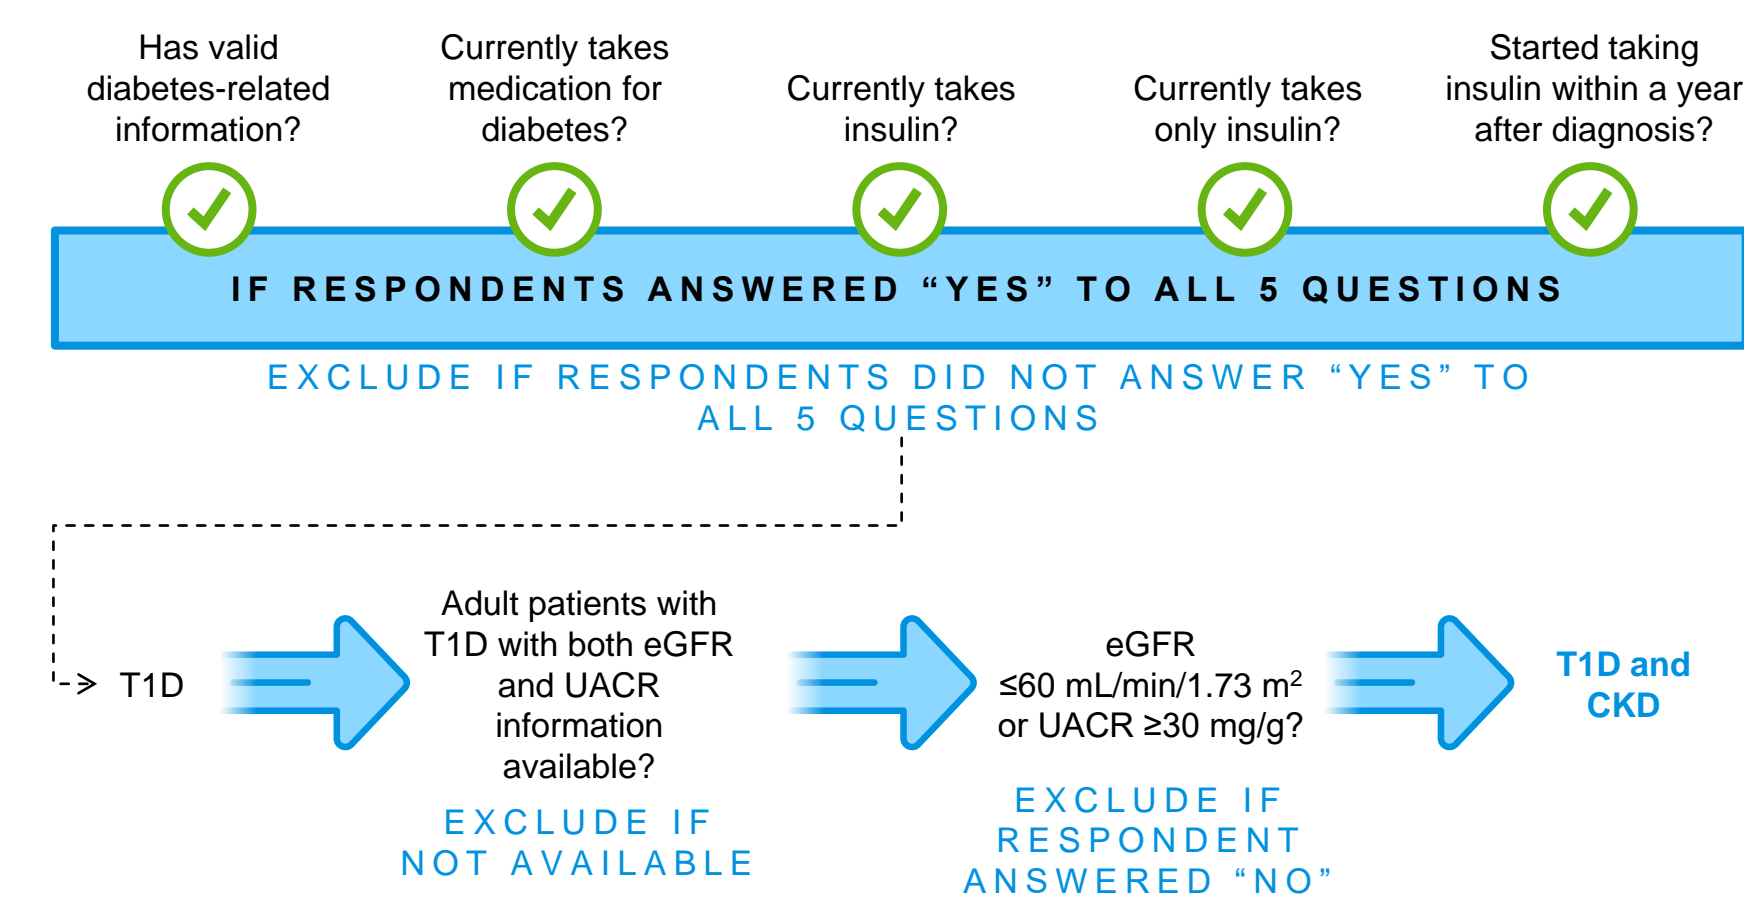 Has valid
diabetes-related
information?
Currently takes
medication for
diabetes?
Currently takes
insulin?
Currently takes
only insulin?
Started taking
insulin within a year
after diagnosis?
IF RESPONDENTS ANSWERED “YES” TO ALL 5 QUESTIONS
EXCLUDE IF RESPONDENTS DID NOT ANSWER “YES” TO
ALL 5 QUESTIONS
T1D
Adult patients with
T1D with both eGFR
and UACR
information
available?
EXCLUDE IF
NOT AVAILABLE
eGFR
≤60 mL/min/1.73 m²
or UACR ≥30 mg/g?
EXCLUDE IF
RESPONDENT
ANSWERED “NO”
T1D and
CKD